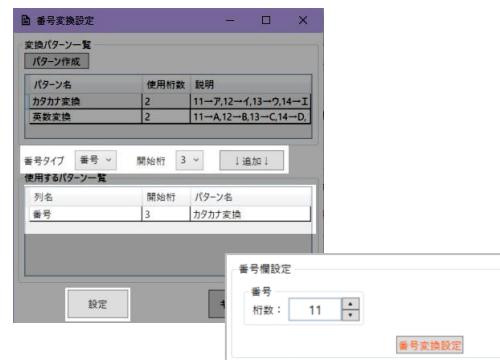 番号変換設定
変換パターン一覧
パターン作成
パターン名 使用桁数 説明
カタカナ変換 2 11→ア,12→イ,13→ウ,14→エ
英数変換 2 11→A,12→B,13→C,14→D,
番号タイプ 番号 開始桁 3 ↓追加↓
使用するパターン一覧
列名 開始桁 パターン名
番号 3 カタカナ変換
設定
番号欄設定
番号
桁数： 11
番号変換設定